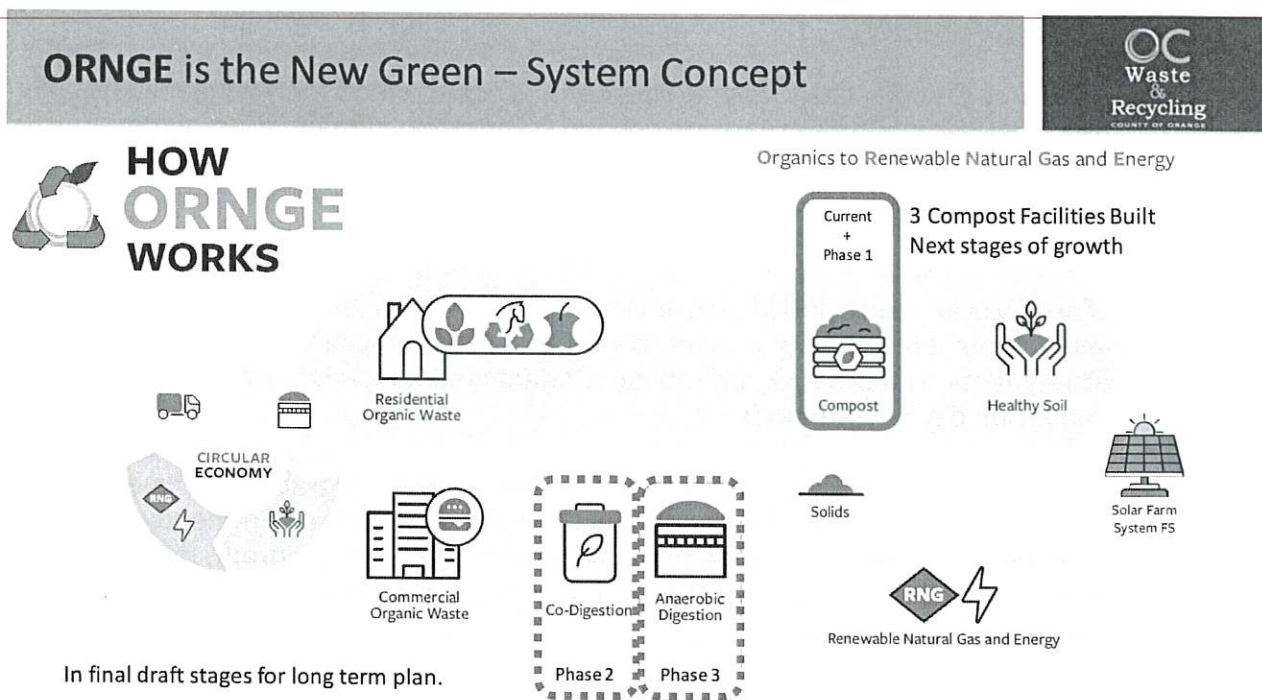 ORNGE is the New Green – System Concept
OC
Waste
&
Recycling
COUNTY OF ORANGE
HOW
ORNGE
WORKS
Organics to Renewable Natural Gas and Energy
Current
+
Phase 1
3 Compost Facilities Built
Next stages of growth
Compost
Healthy Soil
Residential
Organic Waste
CIRCULAR
ECONOMY
RNG
Commercial
Organic Waste
Co-Digestion
Phase 2
Anaerobic
Digestion
Phase 3
Solids
Solar Farm
System FS
RNG
Renewable Natural Gas and Energy
In final draft stages for long term plan.